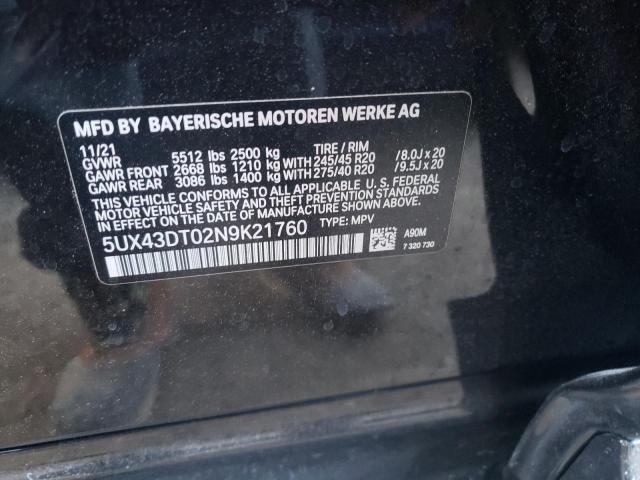 MFD BY BAYERISCHE MOTOREN WERKE AG
11/21 TIRE / RIM
GVWR 5512 lbs 2500 kg
GAWR FRONT 2668 lbs 1210 kg WITH 245/45 R20 /8.0J x 20
GAWR REAR 3086 lbs 1400 kg WITH 275/40 R20 /9.5J x 20
THIS VEHICLE CONFORMS TO ALL APPLICABLE U.S. FEDERAL
MOTOR VEHICLE SAFETY AND THEFT PREVENTION STANDARDS
IN EFFECT ON THE DATE OF MANUFACTURE SHOWN ABOVE.
5UX43DT02N9K21760 TYPE: MPV A90M
7 320 730